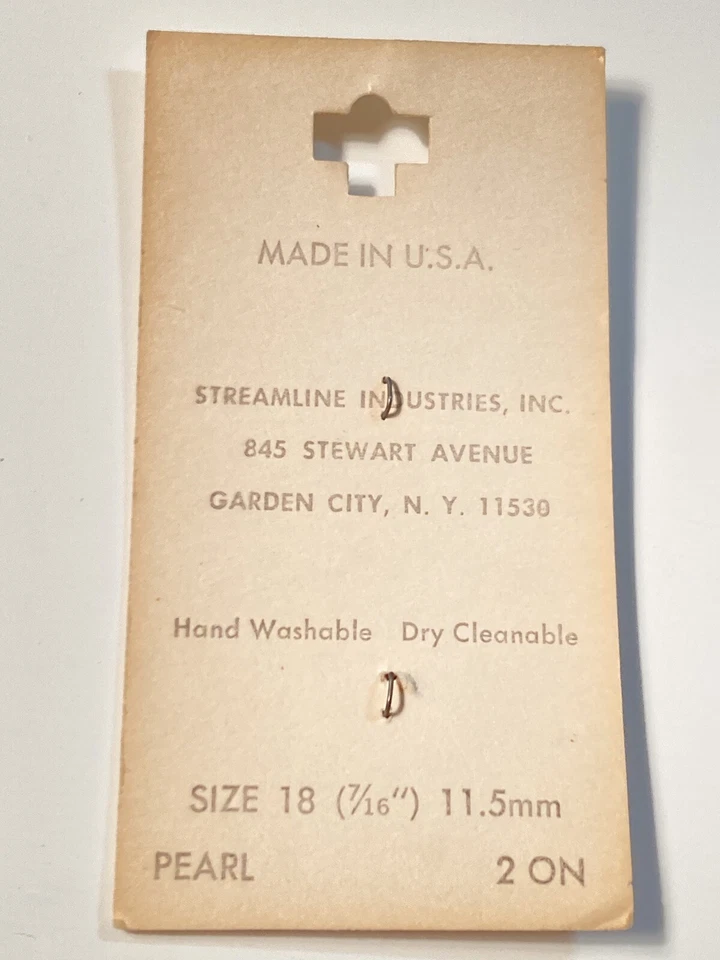 MADE IN U.S.A.
STREAMLINE INDUSTRIES, INC.
845 STEWART AVENUE
GARDEN CITY, N. Y. 11530
Hand Washable Dry Cleanable
SIZE 18 (7/16") 11.5mm
PEARL 2 ON